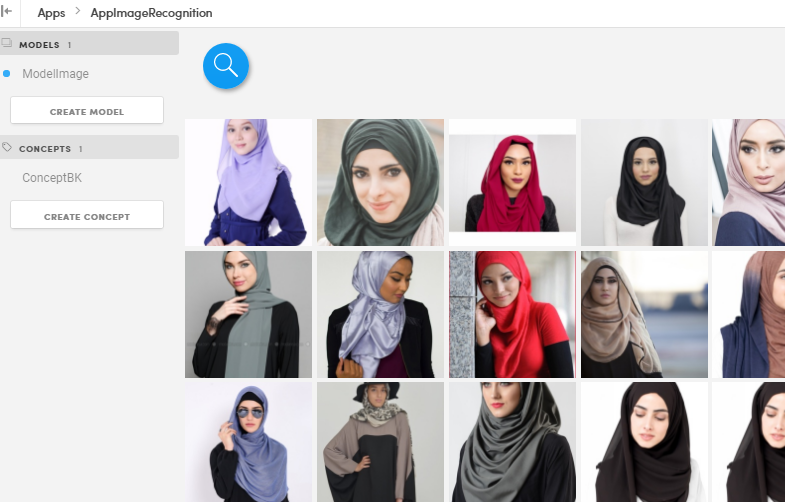 Apps > AppImageRecognition
MODELS 1
ModelImage
CREATE MODEL
CONCEPTS 1
ConceptBK
CREATE CONCEPT